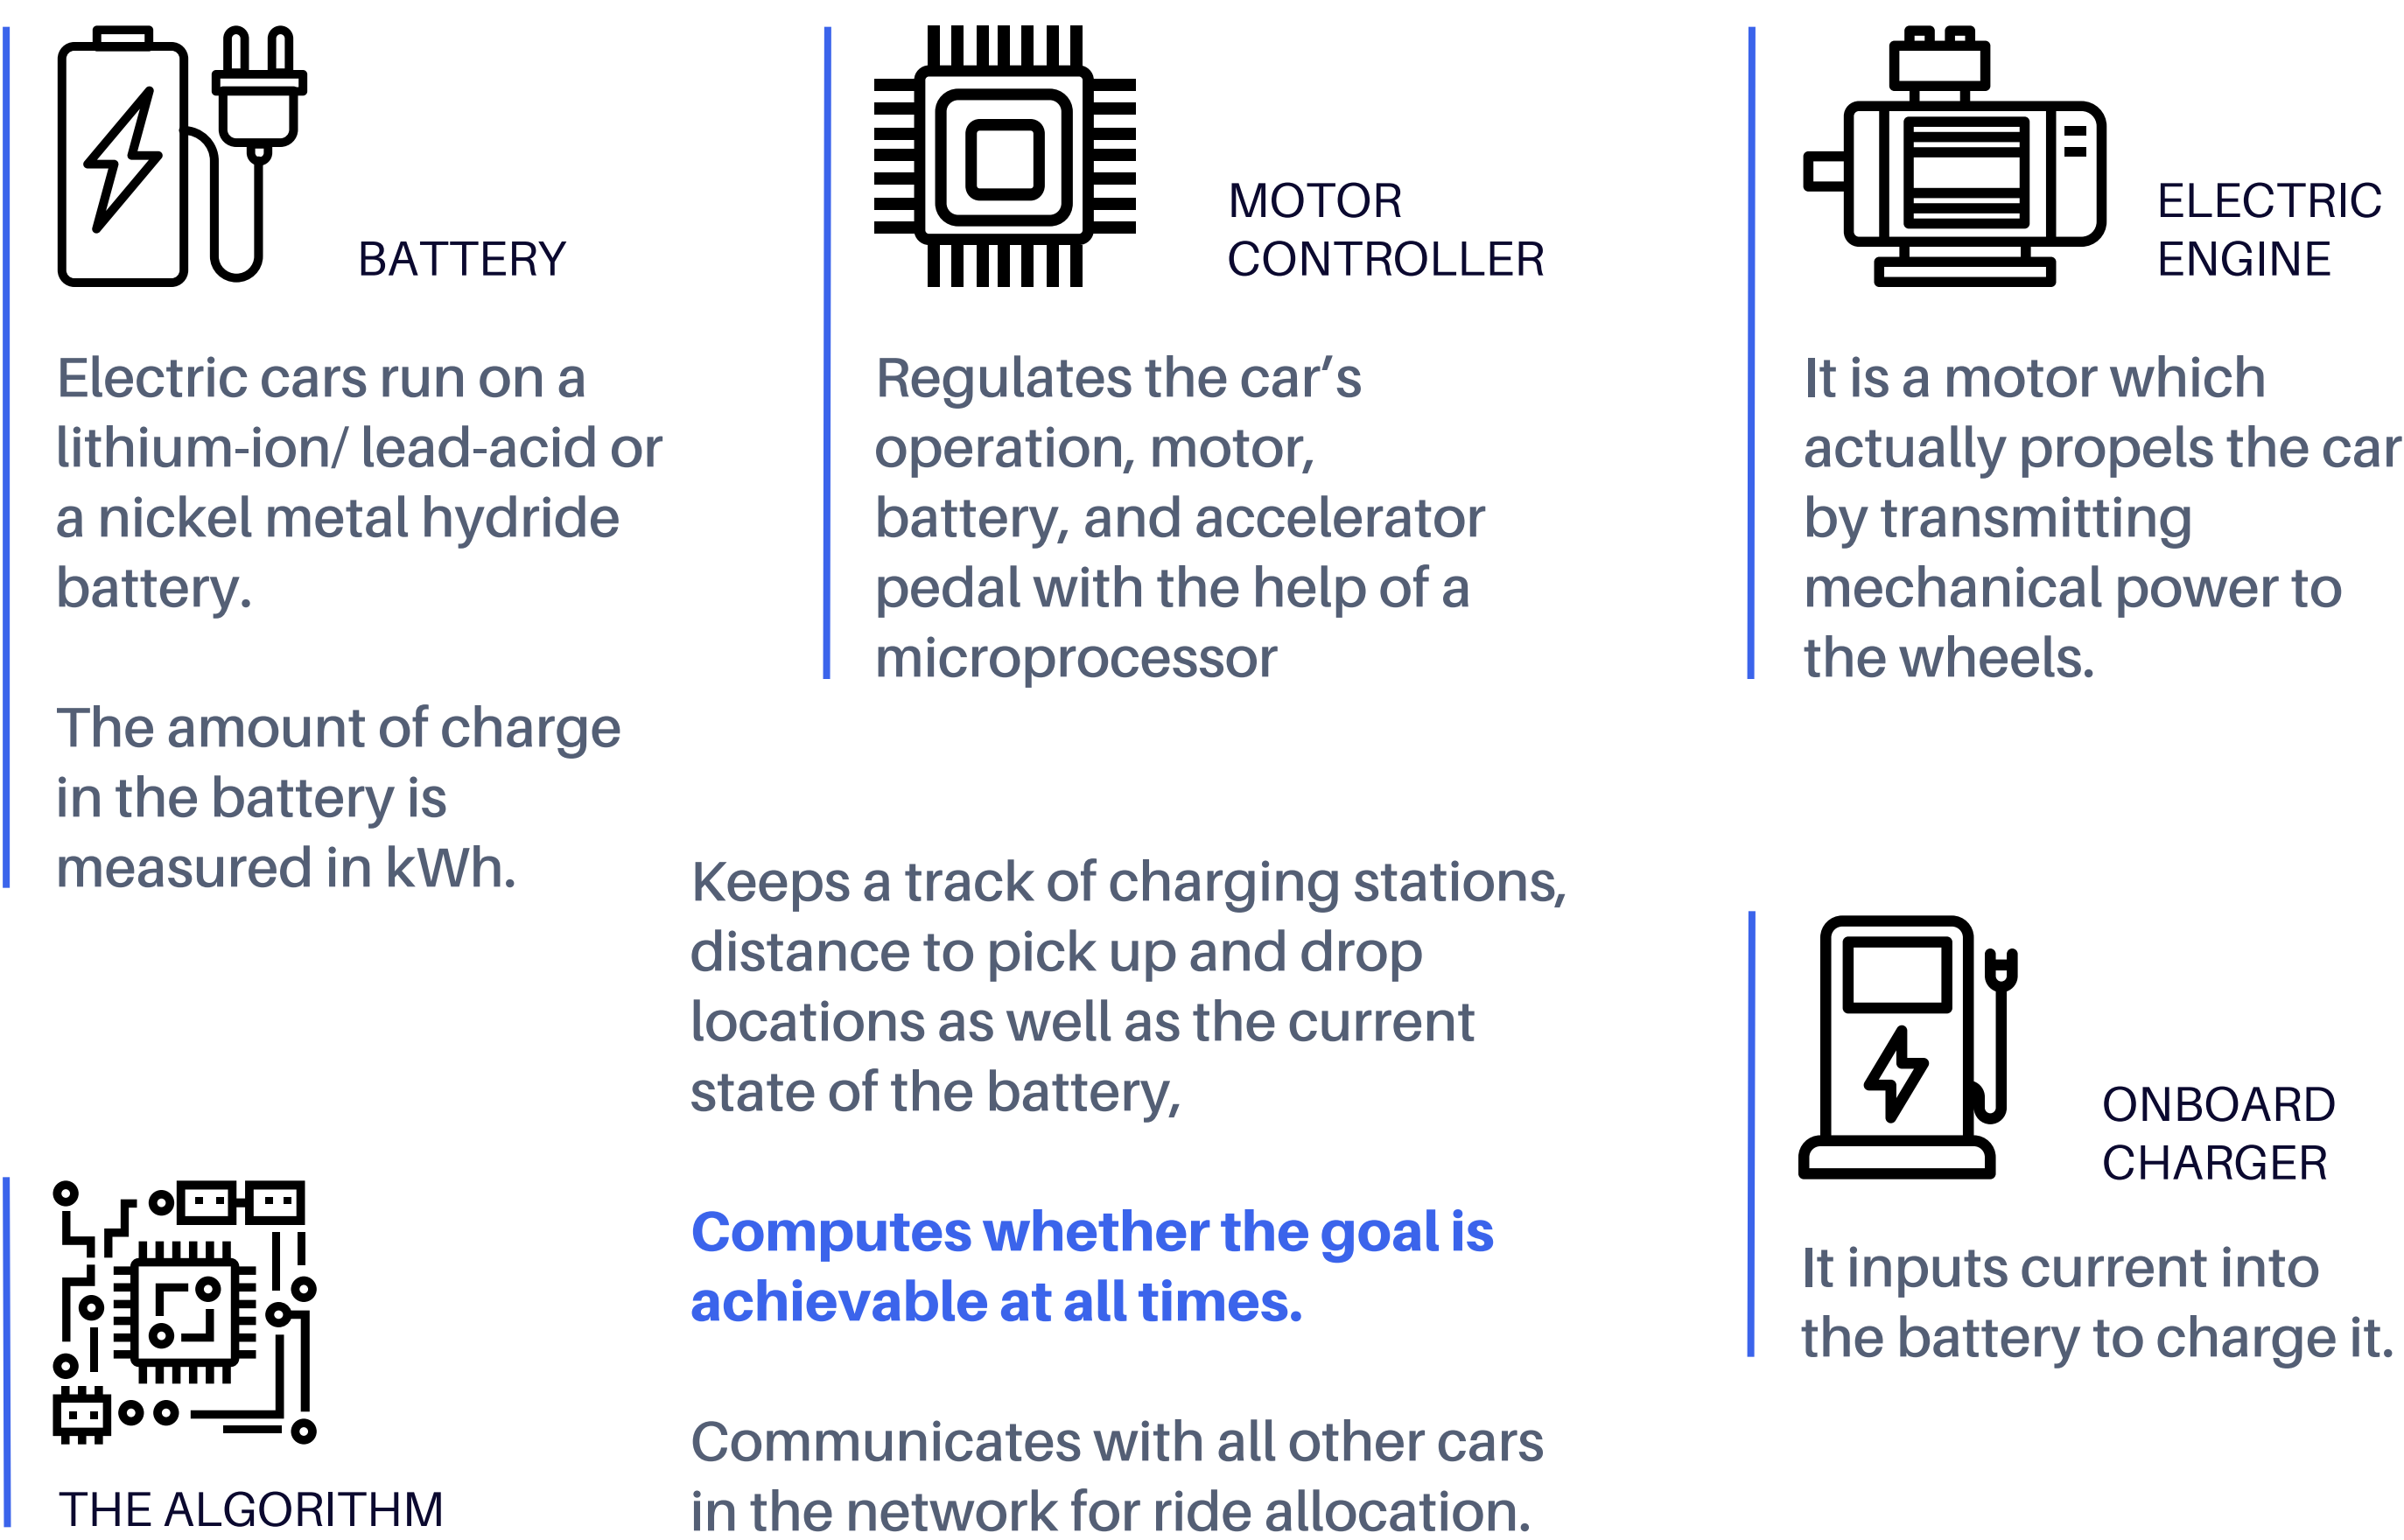 BATTERY
Electric cars run on a
lithium-ion/ lead-acid or
a nickel metal hydride
battery.
The amount of charge
in the battery is
measured in kWh.
MOTOR
CONTROLLER
Regulates the car’s
operation, motor,
battery, and accelerator
pedal with the help of a
microprocessor
ELECTRIC
ENGINE
It is a motor which
actually propels the car
by transmitting
mechanical power to
the wheels.
THE ALGORITHM
Keeps a track of charging stations,
distance to pick up and drop
locations as well as the current
state of the battery,
Computes whether the goal is
achievable at all times.
Communicates with all other cars
in the network for ride allocation.
ONBOARD
CHARGER
It inputs current into
the battery to charge it.